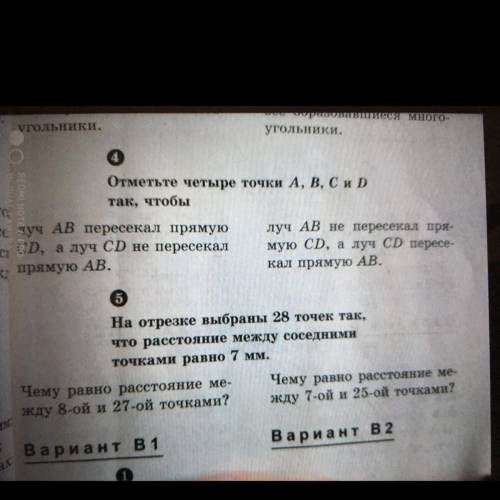 угольники.
все образовавшиеся много-
угольники.
4
Отметьте четыре точки A, B, C и D
так, чтобы
луч AB пересекал прямую
CD, а луч CD не пересекал
прямую AB.
луч AB не пересекал пря-
мую CD, а луч CD пересе-
кал прямую AB.
5
На отрезке выбраны 28 точек так,
что расстояние между соседними
точками равно 7 мм.
Чему равно расстояние ме-
жду 8-ой и 27-ой точками?
Чему равно расстояние ме-
жду 7-ой и 25-ой точками?
Вариант В1
Вариант В2
1